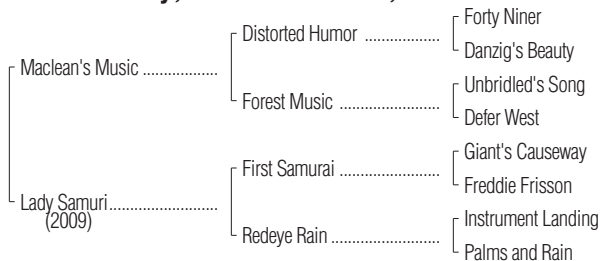 Forty Niner
Distorted Humor ..................
Danzig's Beauty
Maclean's Music ..................
Unbridled's Song
Forest Music ........................
Defer West
Giant's Causeway
First Samurai ........................
Freddie Frisson
Lady Samuri..........................
(2009)
Instrument Landing
Redeye Rain ..........................
Palms and Rain